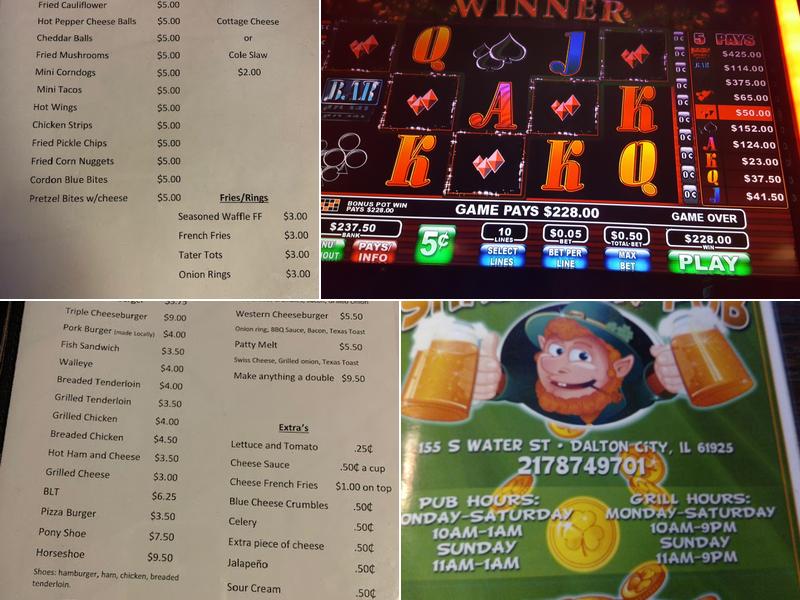 Fried Cauliflower $5.00
Hot Pepper Cheese Balls $5.00
Cheddar Balls $5.00
Fried Mushrooms $5.00
Mini Corndogs $5.00
Mini Tacos $5.00
Hot Wings $5.00
Chicken Strips $5.00
Fried Pickle Chips $5.00
Fried Corn Nuggets $5.00
Cordon Blue Bites $5.00
Pretzel Bites w/cheese $5.00
Cottage Cheese
or
Cole Slaw
$2.00
Fries/Rings
Seasoned Waffle FF $3.00
French Fries $3.00
Tater Tots $3.00
Onion Rings $3.00
WINNER
Q J
BAR A K
K K Q
5 PAYS
$425.00
BAR $114.00
$375.00
$65.00
$50.00
$152.00
A $124.00
K $23.00
Q $37.50
J $41.50
0¢
0¢
0¢
0¢
0¢
0¢
0¢
0¢
0¢
BONUS POT WIN
PAYS $228.00
GAME PAYS $228.00
GAME OVER
$237.50
BANK
PAYS/
INFO
5¢
10
LINES
SELECT
LINES
$0.05
BET
BET PER
LINE
$0.50
TOTAL BET
MAX
BET
$228.00
WIN
PLAY
$3.75
Triple Cheeseburger $9.00
Pork Burger (made Locally) $4.00
Fish Sandwich $3.50
Walleye $4.00
Breaded Tenderloin $4.00
Grilled Tenderloin $3.50
Grilled Chicken $4.00
Breaded Chicken $4.50
Hot Ham and Cheese $3.50
Grilled Cheese $3.00
BLT $6.25
Pizza Burger $3.50
Pony Shoe $7.50
Horseshoe $9.50
Shoes: hamburger, ham, chicken, breaded
tenderloin.
Western Cheeseburger $5.50
Onion ring, BBQ Sauce, Bacon, Texas Toast
Patty Melt $5.50
Swiss Cheese, Grilled onion, Texas Toast
Make anything a double $9.50
Extra's
Lettuce and Tomato .25¢
Cheese Sauce .50¢ a cup
Cheese French Fries $1.00 on top
Blue Cheese Crumbles .50¢
Celery .50¢
Extra piece of cheese .50¢
Jalapeño .50¢
Sour Cream .50¢
155 S WATER ST • DALTON CITY, IL 61925
2178749701
PUB HOURS:
ONDAY-SATURDAY
10AM-1AM
SUNDAY
11AM-1AM
GRILL HOURS:
MONDAY-SATURDAY
10AM-9PM
SUNDAY
11AM-9PM